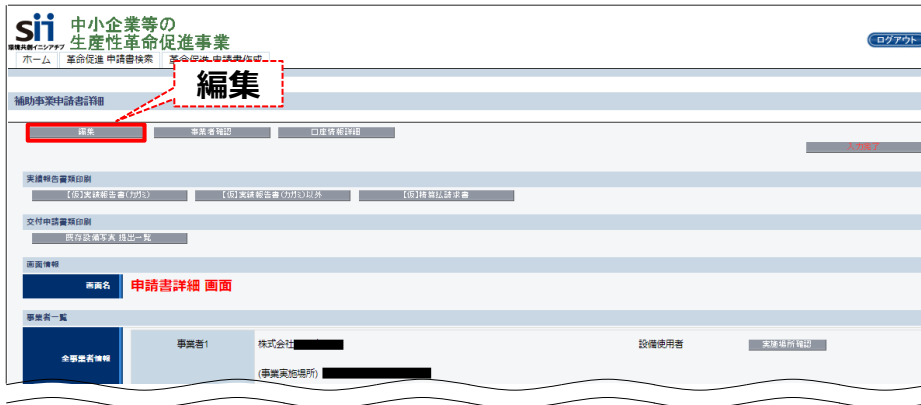 sii 中小企業等の
環境共創イニシアチブ 生産性革命促進事業
ログアウト
ホーム 革命促進 申請書検索 革命促進 申請書作成
編集
補助事業申請書詳細
編集 事業者確認 口座情報詳細
入力完了
実績報告書類印刷
【仮】実績報告書(カガミ) 【仮】実績報告書(カガミ)以外 【仮】精算払請求書
交付申請書類印刷
既存設備写真 提出一覧
画面情報
画面名 申請書詳細 画面
事業者一覧
全事業者情報 事業者1 株式会社 設備使用者 実施場所確認
(事業実施場所)